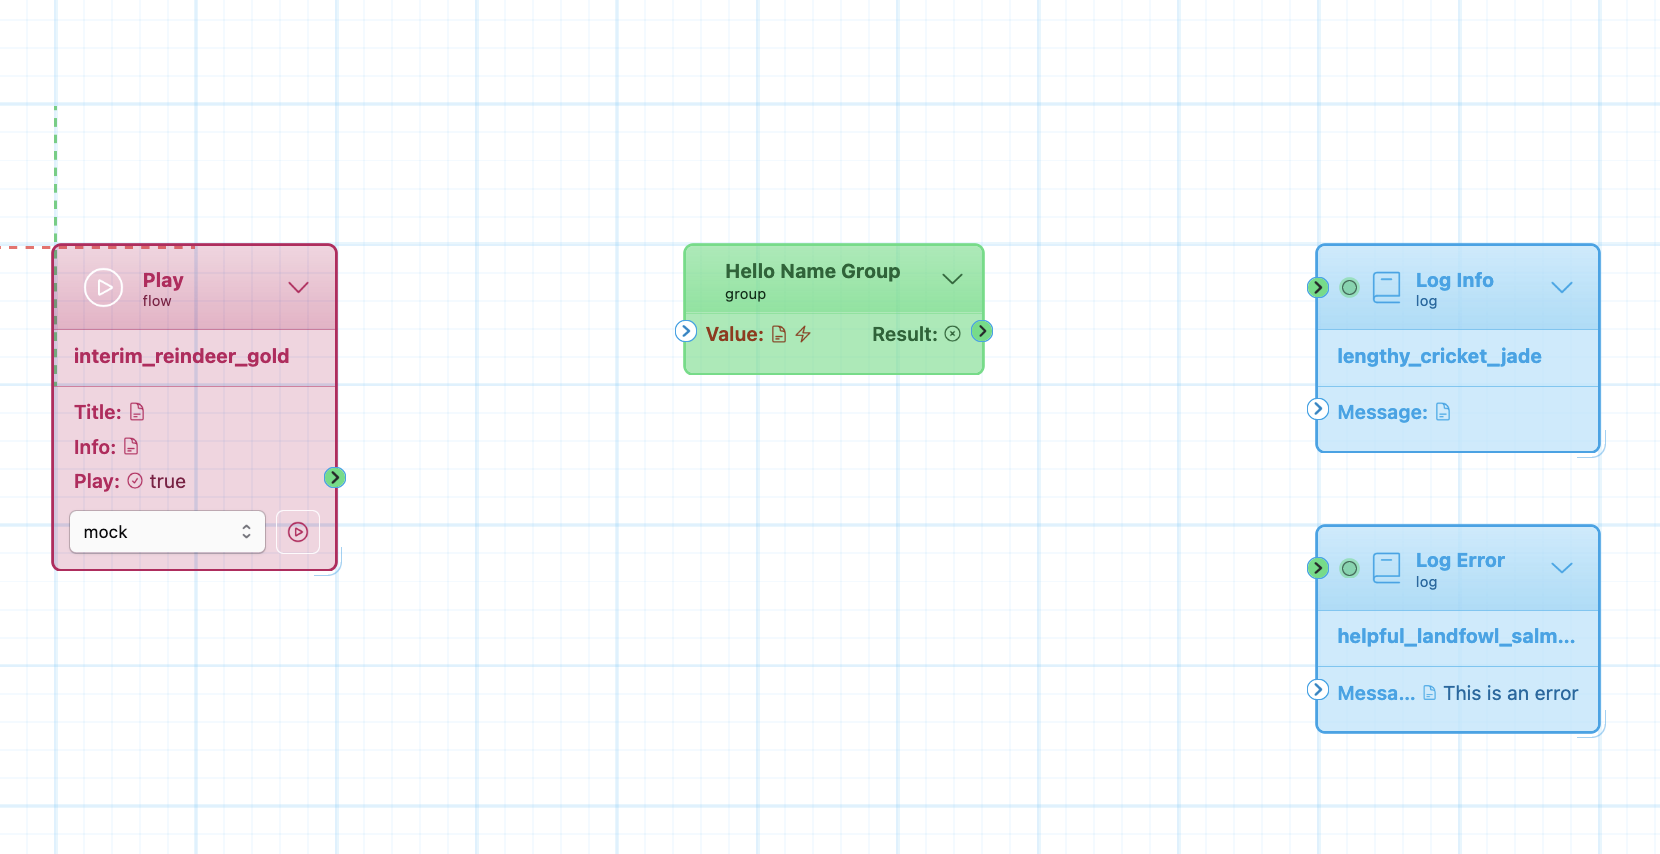 Play
flow
interim_reindeer_gold
Title:
Info:
Play: true
mock
Hello Name Group
group
Value:
Result:
Log Info
log
lengthy_cricket_jade
Message:
Log Error
log
helpful_landfowl_salm...
Messa... This is an error